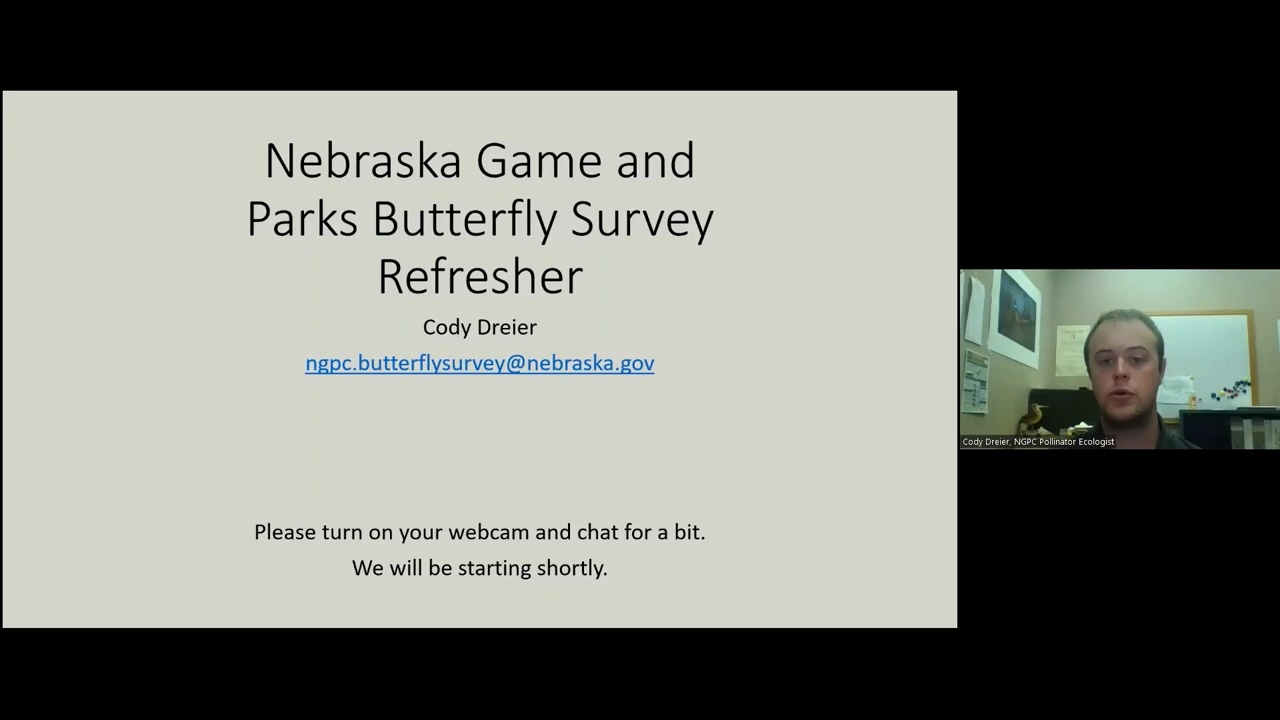 Nebraska Game and
Parks Butterfly Survey
Refresher
Cody Dreier
ngpc.butterflysurvey@nebraska.gov
Please turn on your webcam and chat for a bit.
We will be starting shortly.
Cody Dreier, NGPC Pollinator Ecologist